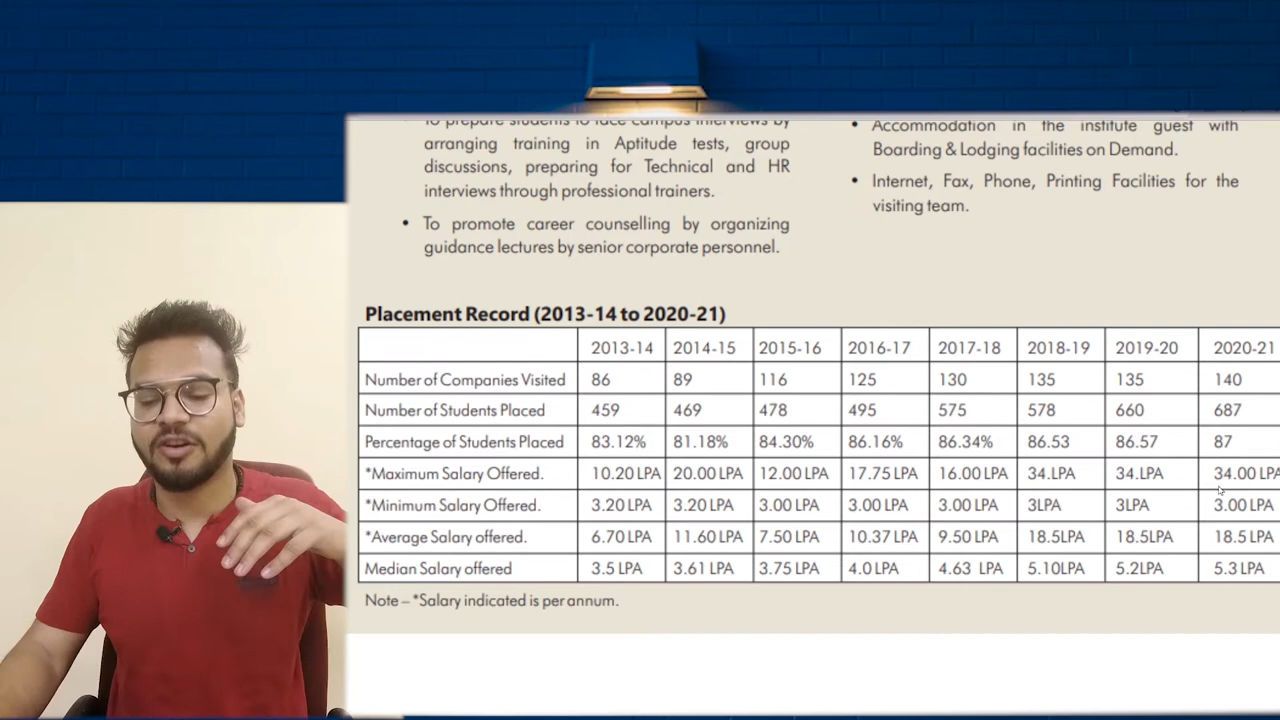 To prepare students to face campus interviews by
arranging training in Aptitude tests, group
discussions, preparing for Technical and HR
interviews through professional trainers.
• To promote career counselling by organizing
guidance lectures by senior corporate personnel.
• Accommodation in the institute guest with
Boarding & Lodging facilities on Demand.
• Internet, Fax, Phone, Printing Facilities for the
visiting team.
Placement Record (2013-14 to 2020-21)
2013-14 2014-15 2015-16 2016-17 2017-18 2018-19 2019-20 2020-21
Number of Companies Visited 86 89 116 125 130 135 135 140
Number of Students Placed 459 469 478 495 575 578 660 687
Percentage of Students Placed 83.12% 81.18% 84.30% 86.16% 86.34% 86.53 86.57 87
*Maximum Salary Offered. 10.20 LPA 20.00 LPA 12.00 LPA 17.75 LPA 16.00 LPA 34.LPA 34.LPA 34.00 LPA
*Minimum Salary Offered. 3.20 LPA 3.20 LPA 3.00 LPA 3.00 LPA 3.00 LPA 3LPA 3LPA 3.00 LPA
*Average Salary offered. 6.70 LPA 11.60 LPA 7.50 LPA 10.37 LPA 9.50 LPA 18.5LPA 18.5LPA 18.5 LPA
Median Salary offered 3.5 LPA 3.61 LPA 3.75 LPA 4.0 LPA 4.63 LPA 5.10LPA 5.2LPA 5.3 LPA
Note – *Salary indicated is per annum.